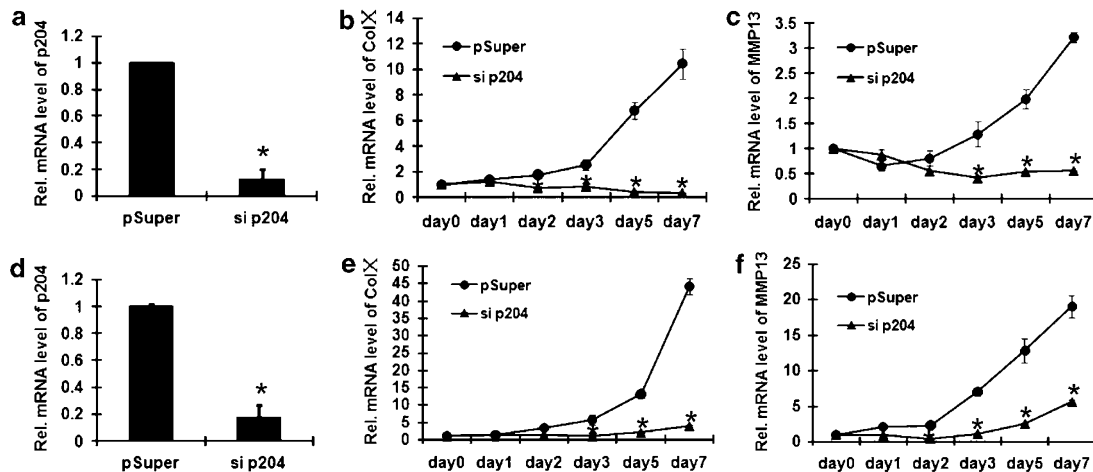 a
Rel. mRNA level of p204
1.2
1
0.8
0.6
0.4
0.2
0
*
pSuper
si p204
b
Rel. mRNA level of ColX
14
12
10
8
6
4
2
0
pSuper
si p204
* * * *
day0 day1 day2 day3 day5 day7
c
Rel. mRNA level of MMP13
3.5
3
2.5
2
1.5
1
0.5
0
pSuper
si p204
* * *
day0 day1 day2 day3 day5 day7
d
Rel. mRNA level of p204
1.2
1
0.8
0.6
0.4
0.2
0
*
pSuper
si p204
e
Rel. mRNA level of ColX
50
45
40
35
30
25
20
15
10
5
0
pSuper
si p204
* * *
day0 day1 day2 day3 day5 day7
f
Rel. mRNA level of MMP13
25
20
15
10
5
0
pSuper
si p204
* * * *
day0 day1 day2 day3 day5 day7